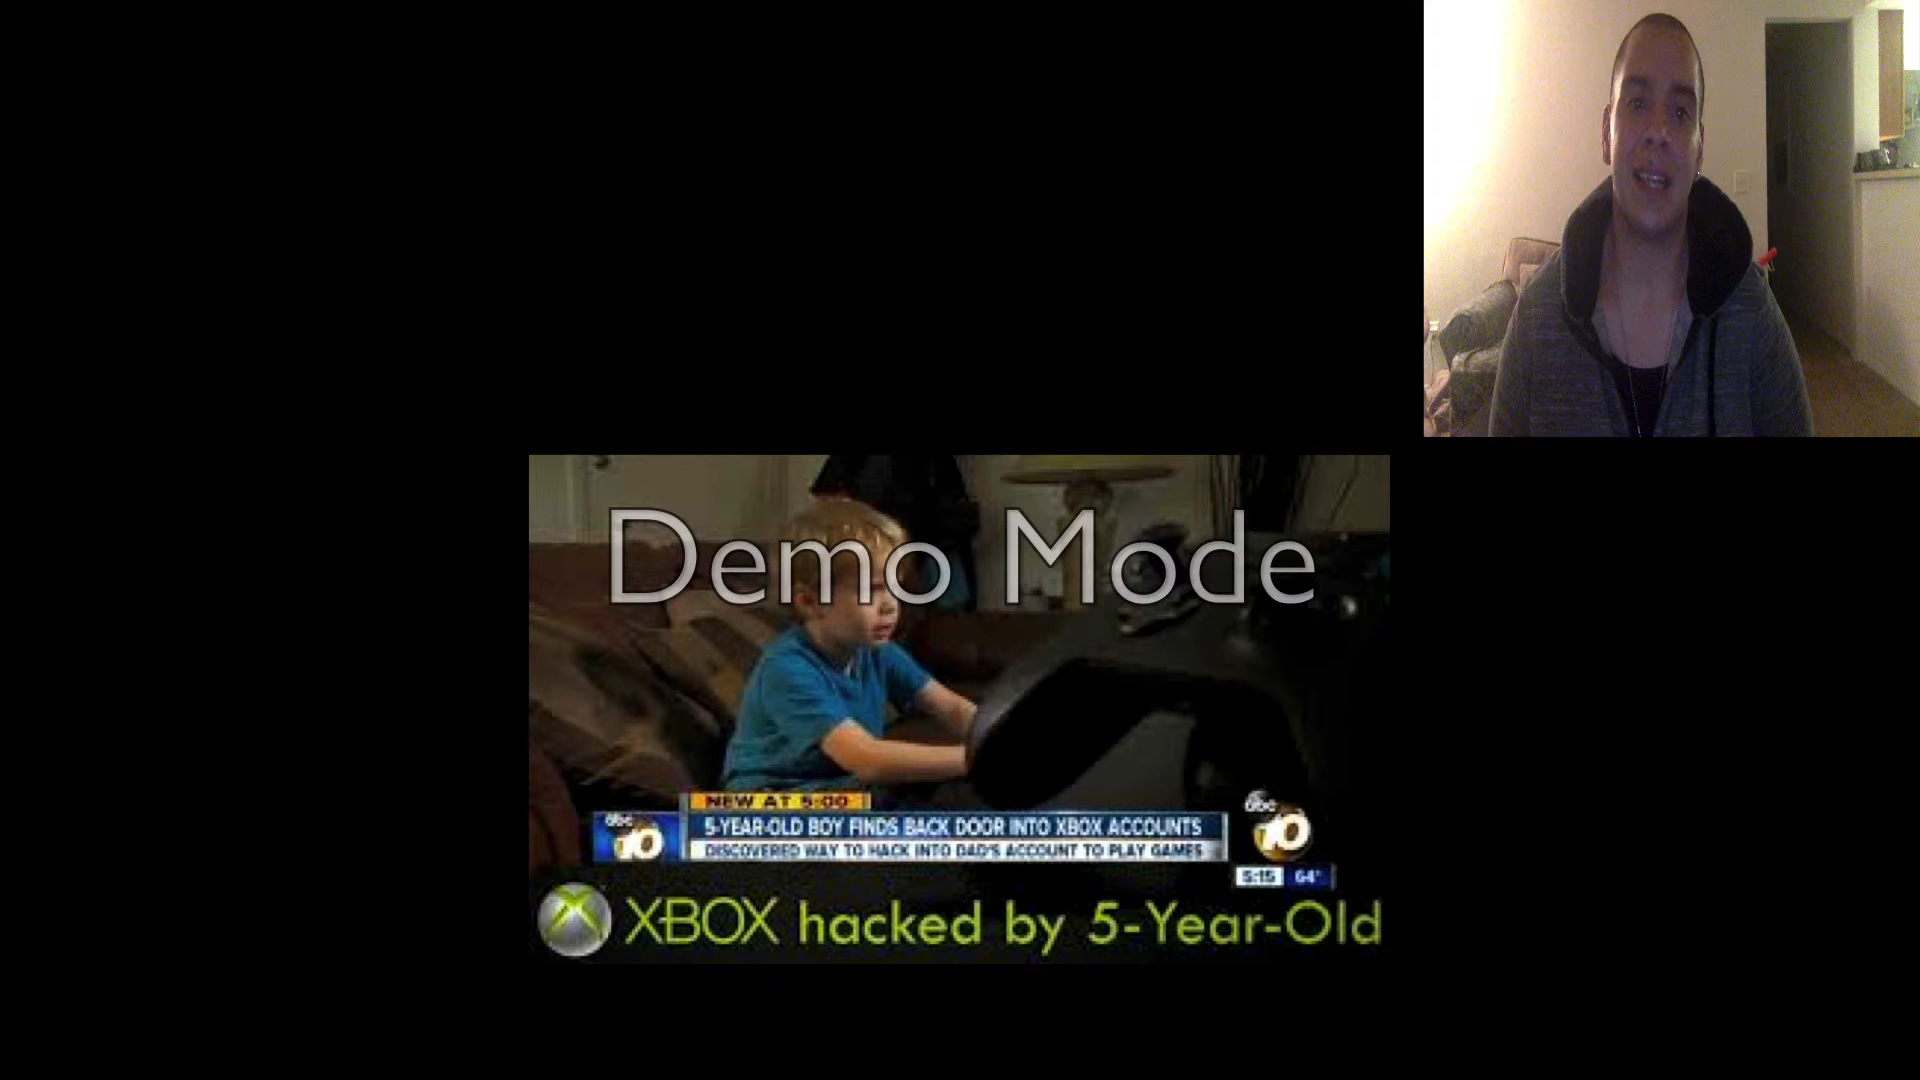 Demo Mode
NEW AT 5:00
abc 10
5-YEAR-OLD BOY FINDS BACK DOOR INTO XBOX ACCOUNTS
DISCOVERED WAY TO HACK INTO DAD'S ACCOUNT TO PLAY GAMES
abc 10
5:15 64°
XBOX hacked by 5-Year-Old